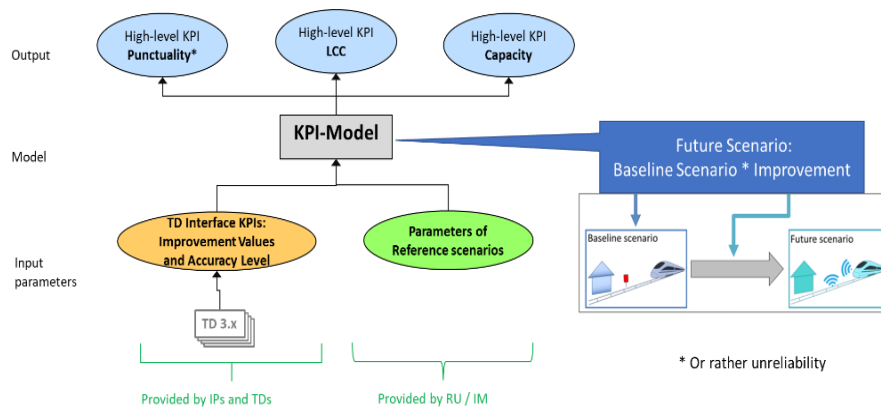 Output
High-level KPI
Punctuality*
High-level KPI
LCC
High-level KPI
Capacity
Model
KPI-Model
Future Scenario:
Baseline Scenario * Improvement
Input
parameters
TD Interface KPIs:
Improvement Values
and Accuracy Level
Parameters of
Reference scenarios
Baseline scenario
Future scenario
TD 3.x
Provided by IPs and TDs
Provided by RU / IM
* Or rather unreliability